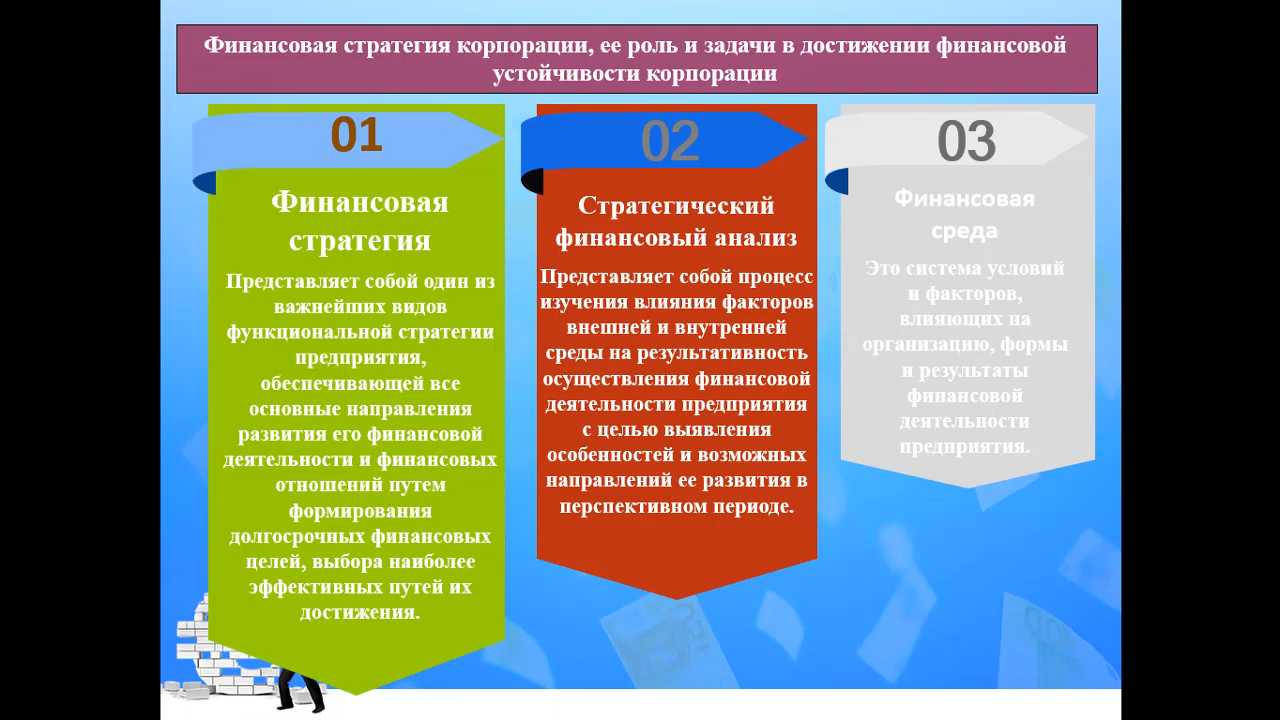 Финансовая стратегия корпорации, ее роль и задачи в достижении финансовой
устойчивости корпорации
01
Финансовая
стратегия
Представляет собой один из
важнейших видов
функциональной стратегии
предприятия,
обеспечивающей все
основные направления
развития его финансовой
деятельности и финансовых
отношений путем
формирования
долгосрочных финансовых
целей, выбора наиболее
эффективных путей их
достижения.
02
Стратегический
финансовый анализ
Представляет собой процесс
изучения влияния факторов
внешней и внутренней
среды на результативность
осуществления финансовой
деятельности предприятия
с целью выявления
особенностей и возможных
направлений ее развития в
перспективном периоде.
03
Финансовая
среда
Это система условий
и факторов,
влияющих на
организацию, формы
и результаты
финансовой
деятельности
предприятия.